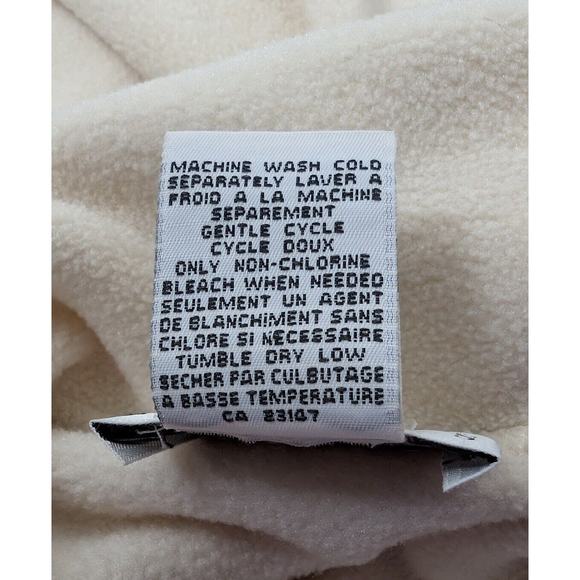 MACHINE WASH COLD
SEPARATELY LAVER A
FROID A LA MACHINE
SEPAREMENT
GENTLE CYCLE
CYCLE DOUX
ONLY NON-CHLORINE
BLEACH WHEN NEEDED
SEULEMENT UN AGENT
DE BLANCHIMENT SANS
CHLORE SI NECESSAIRE
TUMBLE DRY LOW
SECHER PAR CULBUTAGE
A BASSE TEMPERATURE
CA 83147